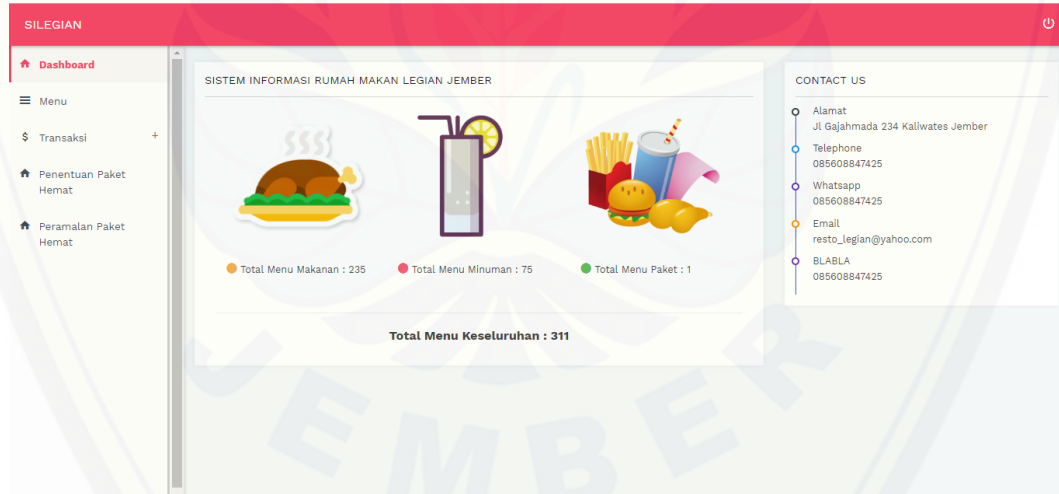 SILEGIAN
Dashboard
Menu
$ Transaksi +
Penentuan Paket
Hemat
Peramalan Paket
Hemat
SISTEM INFORMASI RUMAH MAKAN LEGIAN JEMBER
Total Menu Makanan : 235
Total Menu Minuman : 75
Total Menu Paket : 1
Total Menu Keseluruhan : 311
CONTACT US
Alamat
Jl Gajahmada 234 Kaliwates Jember
Telephone
085608847425
Whatsapp
085608847425
Email
resto_legian@yahoo.com
BLABLA
085608847425
JEMBER